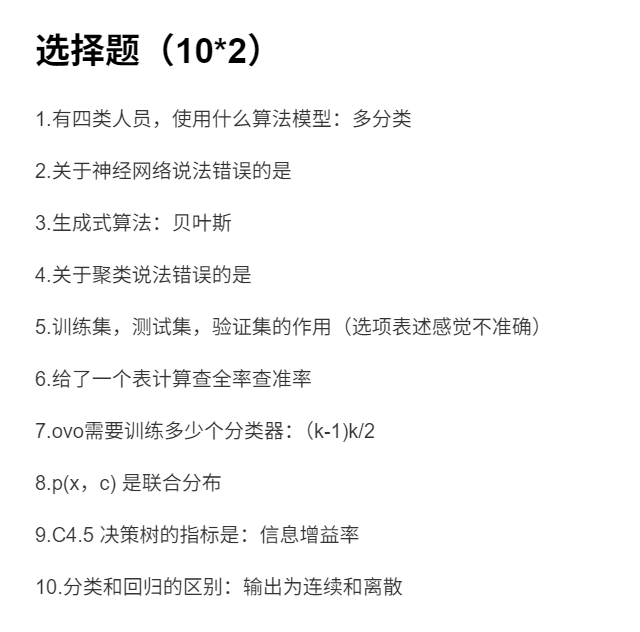 选择题（10*2）
1.有四类人员，使用什么算法模型：多分类
2.关于神经网络说法错误的是
3.生成式算法：贝叶斯
4.关于聚类说法错误的是
5.训练集，测试集，验证集的作用（选项表述感觉不准确）
6.给了一个表计算查全率查准率
7.ovo需要训练多少个分类器：（k-1)k/2
8.p(x，c) 是联合分布
9.C4.5 决策树的指标是：信息增益率
10.分类和回归的区别：输出为连续和离散